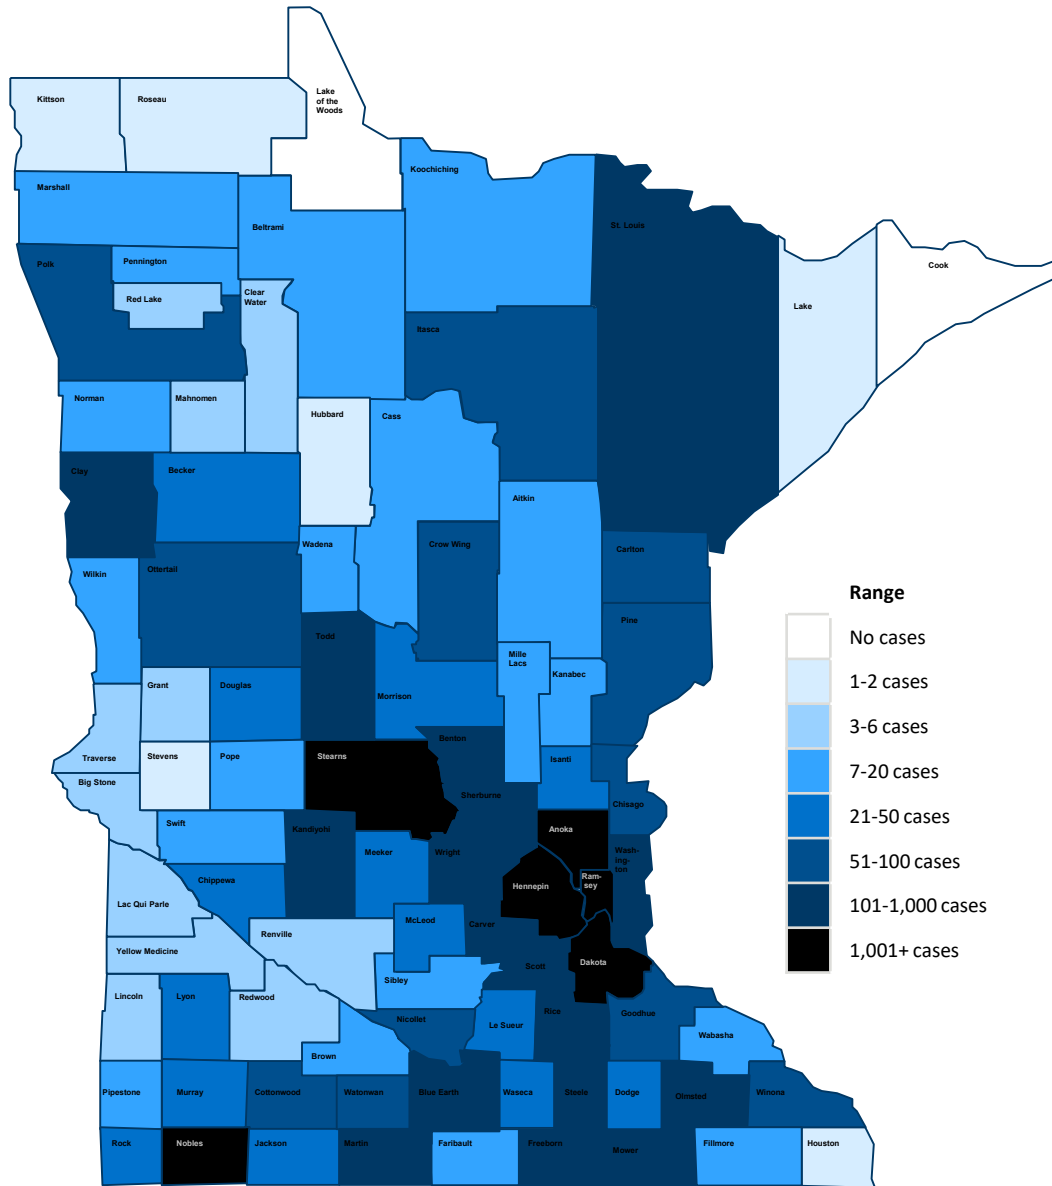 Lake
of the
Woods
Kittson
Roseau
Koochiching
Marshall
Beltrami
St. Louis
Polk
Pennington
Cook
Clear
Water
Red Lake
Lake
Itasca
Norman
Mahnomen
Hubbard
Cass
Clay
Becker
Aitkin
Wadena
Crow Wing
Carlton
Ottertail
Wilkin
Range
No cases
1-2 cases
3-6 cases
7-20 cases
21-50 cases
51-100 cases
101-1,000 cases
1,001+ cases
Todd
Pine
Mille
Lacs
Kanabec
Grant
Douglas
Morrison
Benton
Traverse
Stevens
Pope
Stearns
Isanti
Big Stone
Sherburne
Chisago
Swift
Kandiyohi
Anoka
Meeker
Wright
Wash-
ing-
ton
Chippewa
Hennepin
Ram-
sey
Lac Qui Parle
McLeod
Carver
Renville
Yellow Medicine
Dakota
Scott
Sibley
Lincoln
Lyon
Redwood
Rice
Goodhue
Nicollet
Le Sueur
Wabasha
Brown
Pipestone
Murray
Cottonwood
Watonwan
Blue Earth
Waseca
Steele
Dodge
Olmsted
Winona
Rock
Nobles
Jackson
Martin
Faribault
Freeborn
Mower
Fillmore
Houston